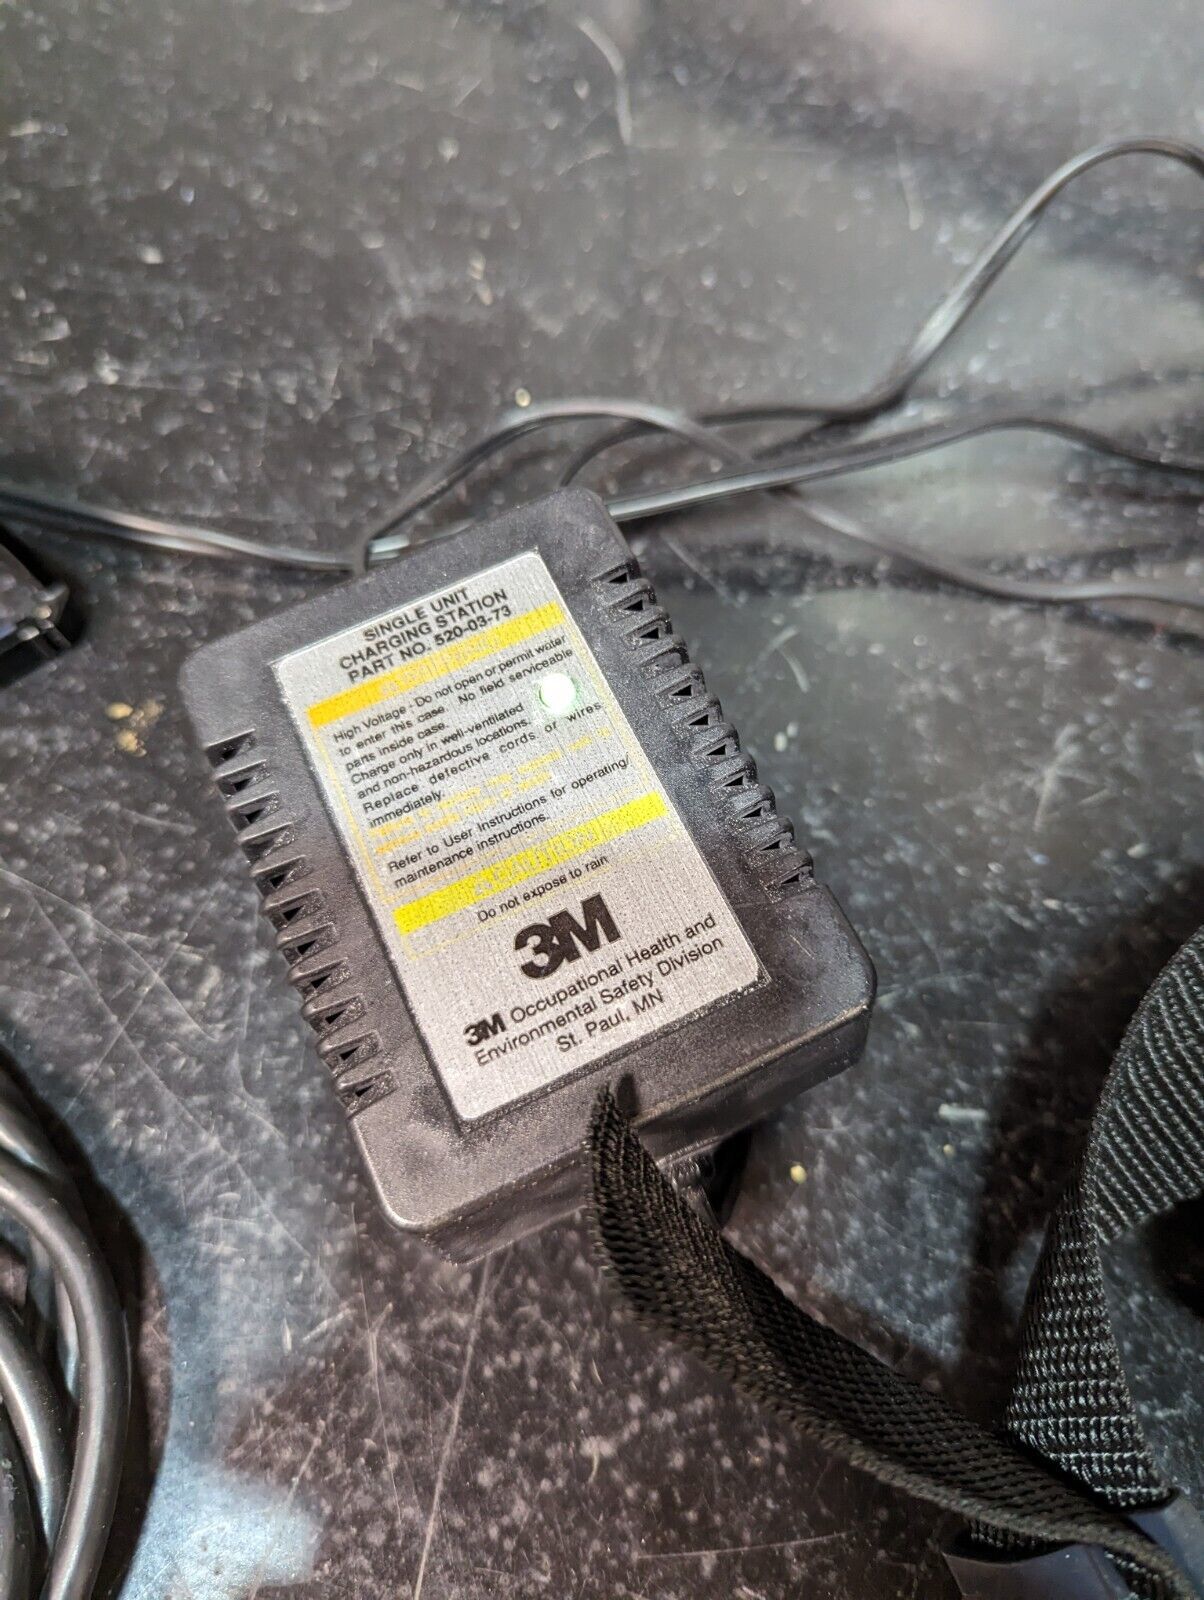 SINGLE UNIT
CHARGING STATION
PART NO. 520-03-73
High Voltage : Do not open or permit water
to enter this case. No field serviceable
parts inside case.
Charge only in well-ventilated
and non-hazardous locations.
Replace defective cords or wires
immediately.
Refer to User Instructions for operating/
maintenance instructions.
Do not expose to rain
3M
3M Occupational Health and
Environmental Safety Division
St. Paul, MN